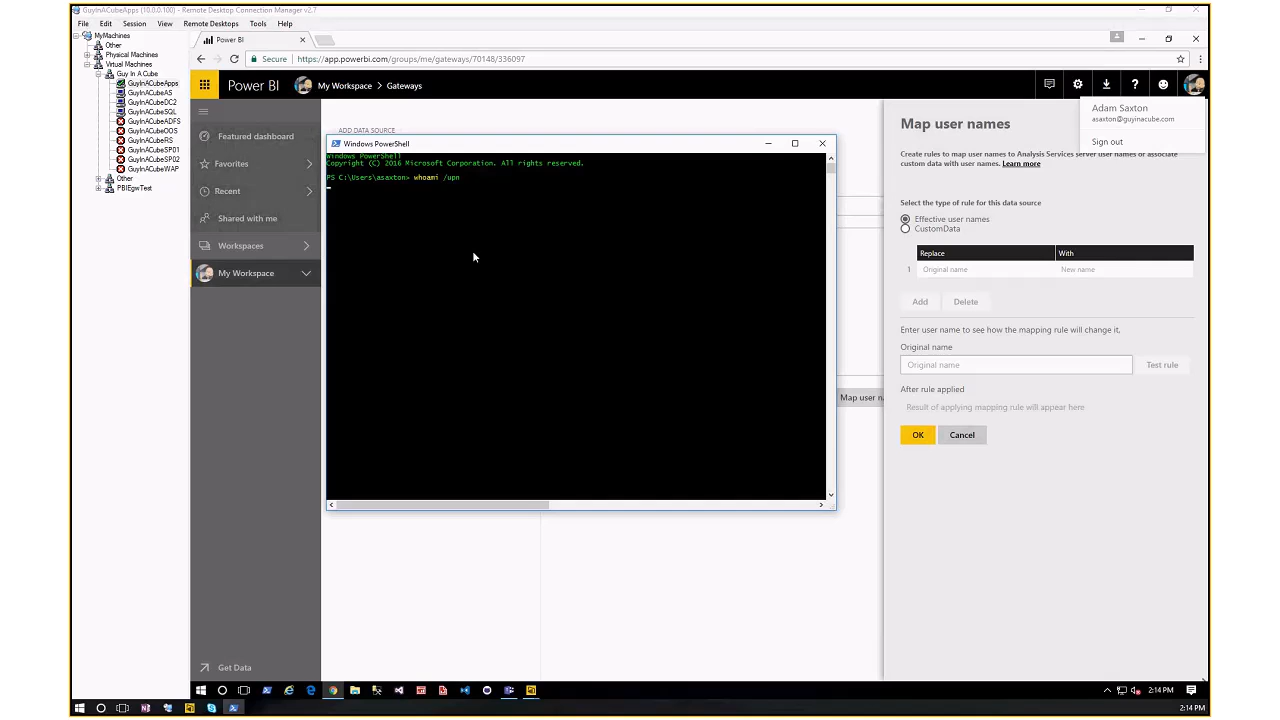 GuyInACubeApps (10.0.0.100) - Remote Desktop Connection Manager v2.7
File Edit Session View Remote Desktops Tools Help
MyMachines
Other
Physical Machines
Virtual Machines
Guy In A Cube
GuyInACubeApps
GuyInACubeAS
GuyInACubeDC2
GuyInACubeSQL
GuyInACubeADFS
GuyInACubeOOS
GuyInACubeRS
GuyInACubeSP01
GuyInACubeSP02
GuyInACubeWAP
Other
PBIEgwTest
Power BI
Secure https://app.powerbi.com/groups/me/gateways/70148/336097
Power BI My Workspace > Gateways
Featured dashboard
Favorites
Recent
Shared with me
Workspaces
My Workspace
Get Data
ADD DATA SOURCE
Windows PowerShell
Windows PowerShell
Copyright (C) 2016 Microsoft Corporation. All rights reserved.
PS C:\Users\asaxton> whoami /upn
Map user n
Adam Saxton
asaxton@guyinacube.com
Sign out
Map user names
Create rules to map user names to Analysis Services server user names or associate
custom data with user names. Learn more
Select the type of rule for this data source
Effective user names
CustomData
Replace With
1 Original name New name
Add Delete
Enter user name to see how the mapping rule will change it.
Original name
Original name Test rule
After rule applied
Result of applying mapping rule will appear here
OK Cancel
2:14 PM
2:14 PM